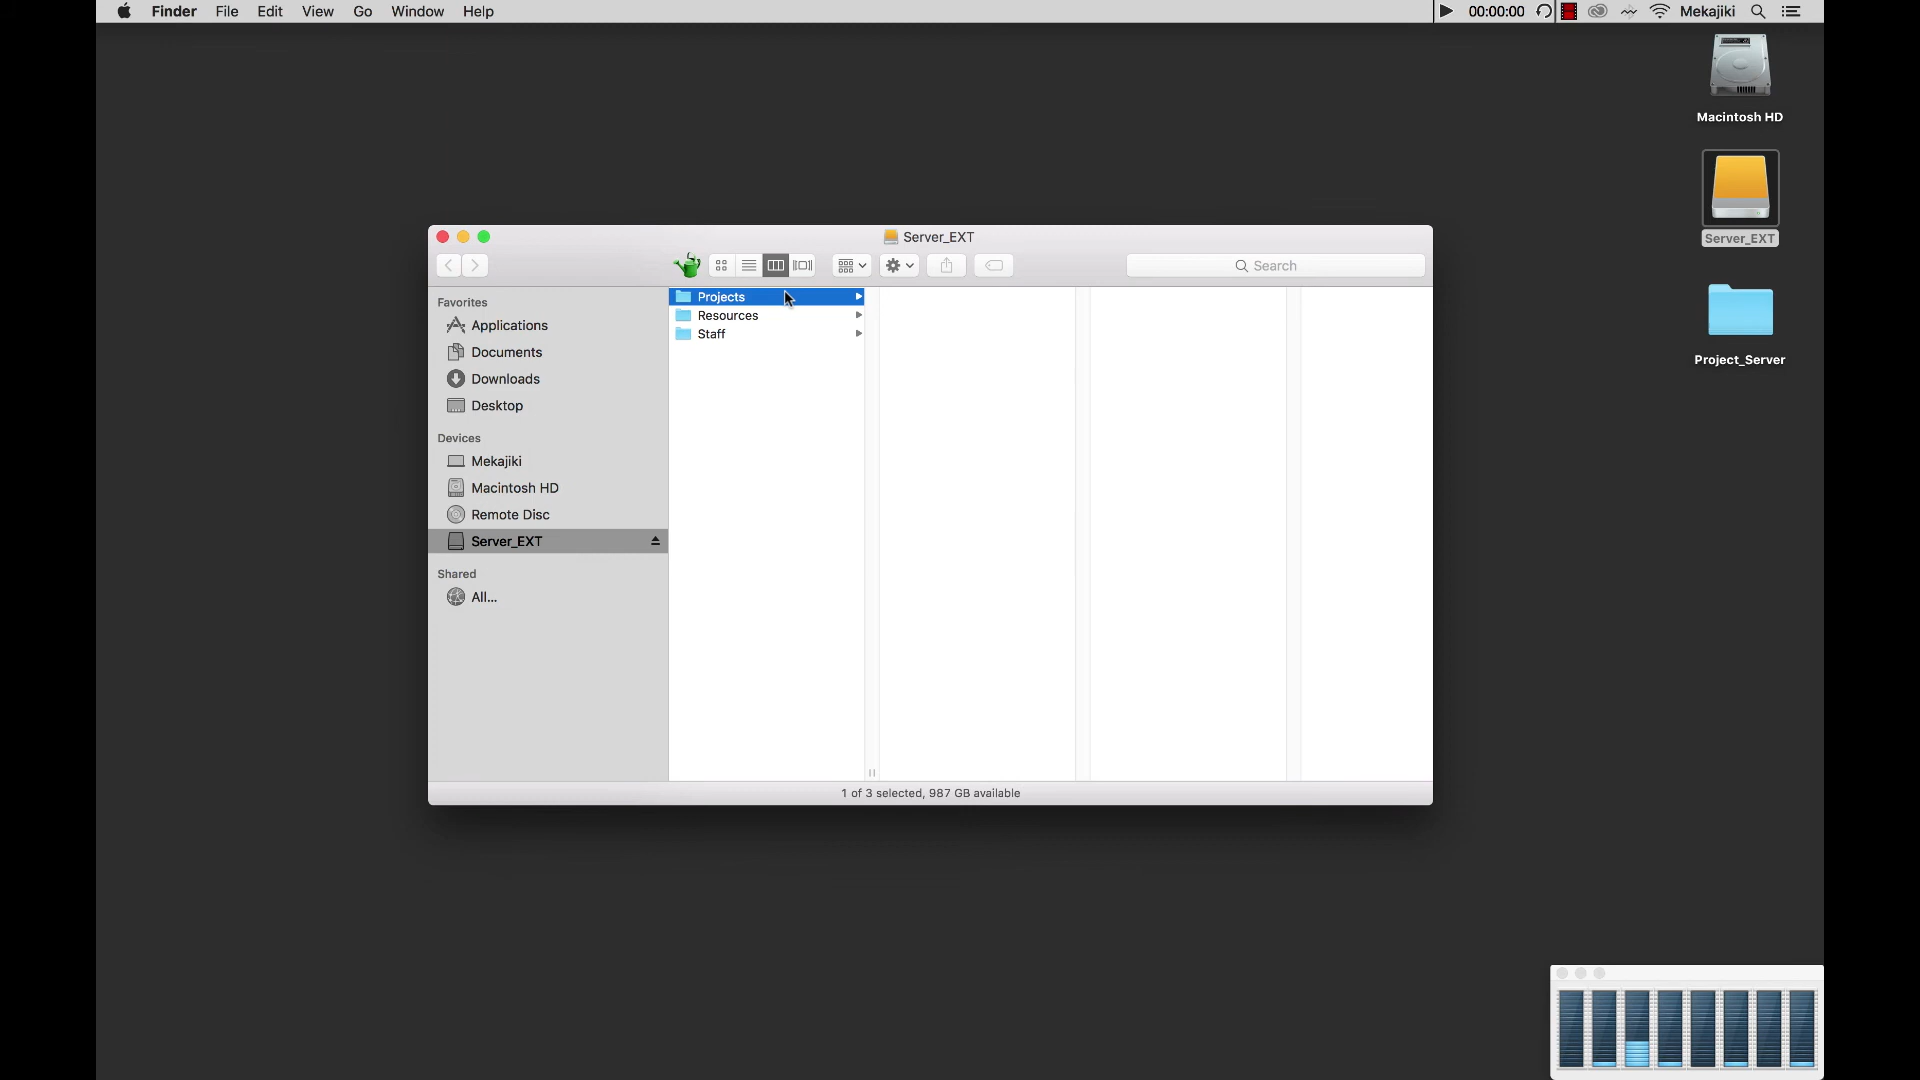 Finder File Edit View Go Window Help 00:00:00 Mekajiki
Macintosh HD
Server_EXT
Project_Server
Server_EXT
Search
Favorites
Applications
Documents
Downloads
Desktop
Devices
Mekajiki
Macintosh HD
Remote Disc
Server_EXT
Shared
All...
Projects
Resources
Staff
1 of 3 selected, 987 GB available